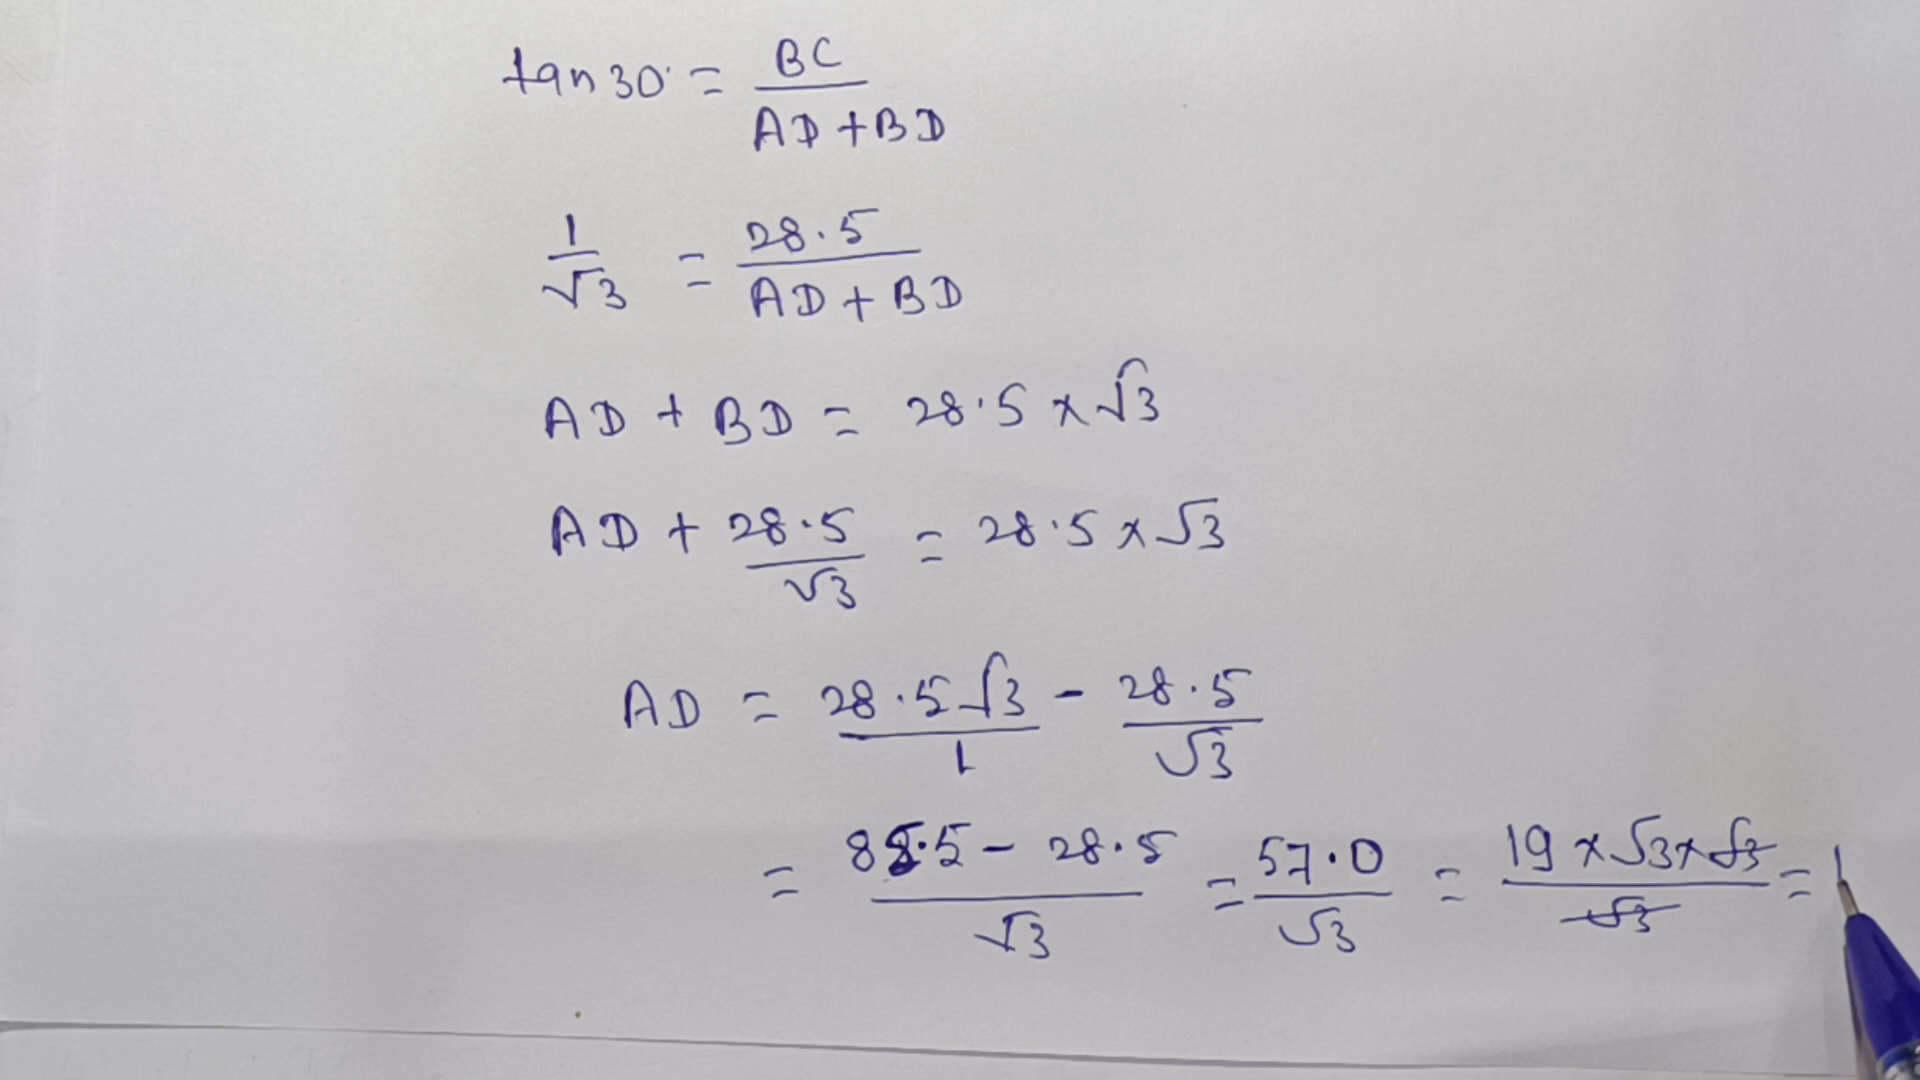 tan 30° = BC / AD + BD
1 / √3 = 28.5 / AD + BD
AD + BD = 28.5 × √3
AD + 28.5 / √3 = 28.5 × √3
AD = 28.5√3 / 1 - 28.5 / √3
= 85.5 - 28.5 / √3 = 57.0 / √3 = 19 × √3 × √3 / √3 = 1